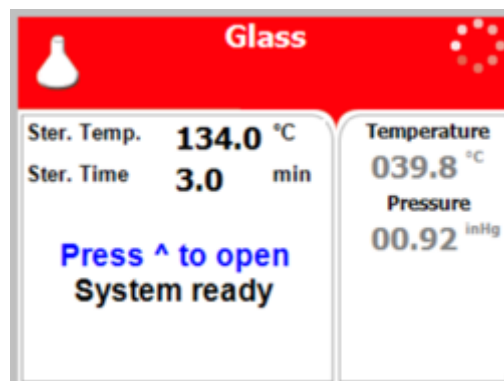 Glass
Ster. Temp. 134.0 °C
Ster. Time 3.0 min
Press ^ to open
System ready
Temperature
039.8 °C
Pressure
00.92 inHg